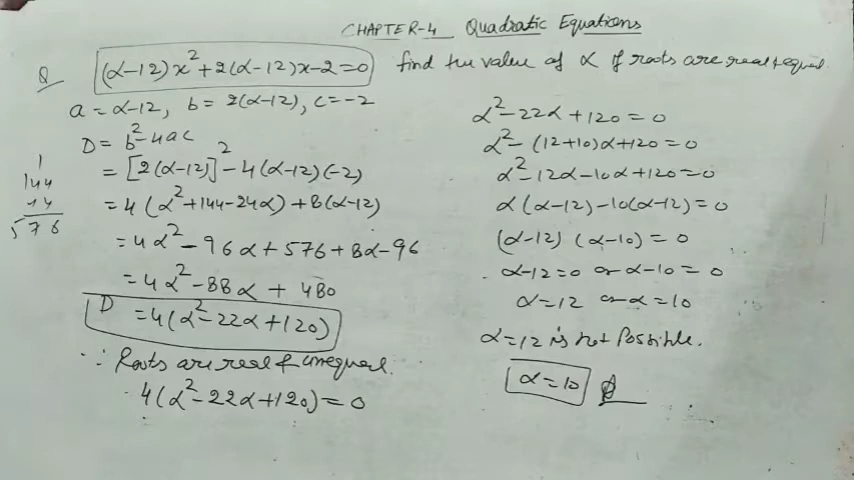 CHAPTER-4 Quadratic Equations
Q (α-12)x²+2(α-12)x-2=0 find the value of α if roots are real & equal.
a = α-12, b = 2(α-12), c = -2
D = b²-4ac
= [2(α-12)]²-4(α-12)(-2)
= 4(α²+144-24α)+8(α-12)
= 4α²-96α+576+8α-96
= 4α²-88α+480
D = 4(α²-22α+120)
∵ Roots are real & unequal.
4(α²-22α+120)=0
1
144
576
α²-22α+120=0
α²-(12+10)α+120=0
α²-12α-10α+120=0
α(α-12)-10(α-12)=0
(α-12)(α-10)=0
α-12=0 or α-10=0
α=12 or α=10
α=12 is not Possible.
α=10